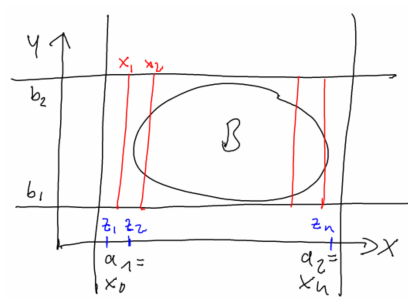 Y
x₁ x₂
b₂
B
b₁
z₁ z₂ zₙ
X
a₁= a₂=
x₀ xₙ